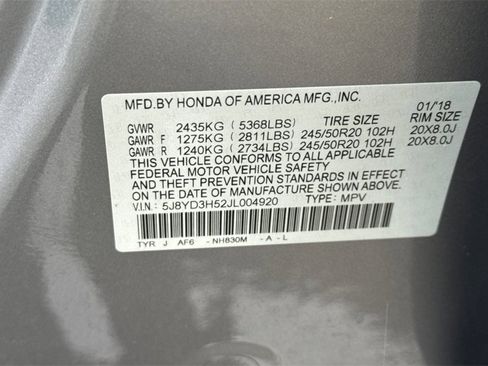 MFD.BY HONDA OF AMERICA MFG.,INC. 01/'18
GVWR 2435KG ( 5368LBS) TIRE SIZE RIM SIZE
GAWR F 1275KG ( 2811LBS) 245/50R20 102H 20X8.0J
GAWR R 1240KG ( 2734LBS) 245/50R20 102H 20X8.0J
THIS VEHICLE CONFORMS TO ALL APPLICABLE
FEDERAL MOTOR VEHICLE SAFETY AND
THEFT PREVENTION STANDARDS IN EFFECT
ON THE DATE OF MANUFACTURE SHOWN ABOVE.
V.I.N: 5J8YD3H52JL004920 TYPE: MPV
TYR J AF6 -NH830M -A-L